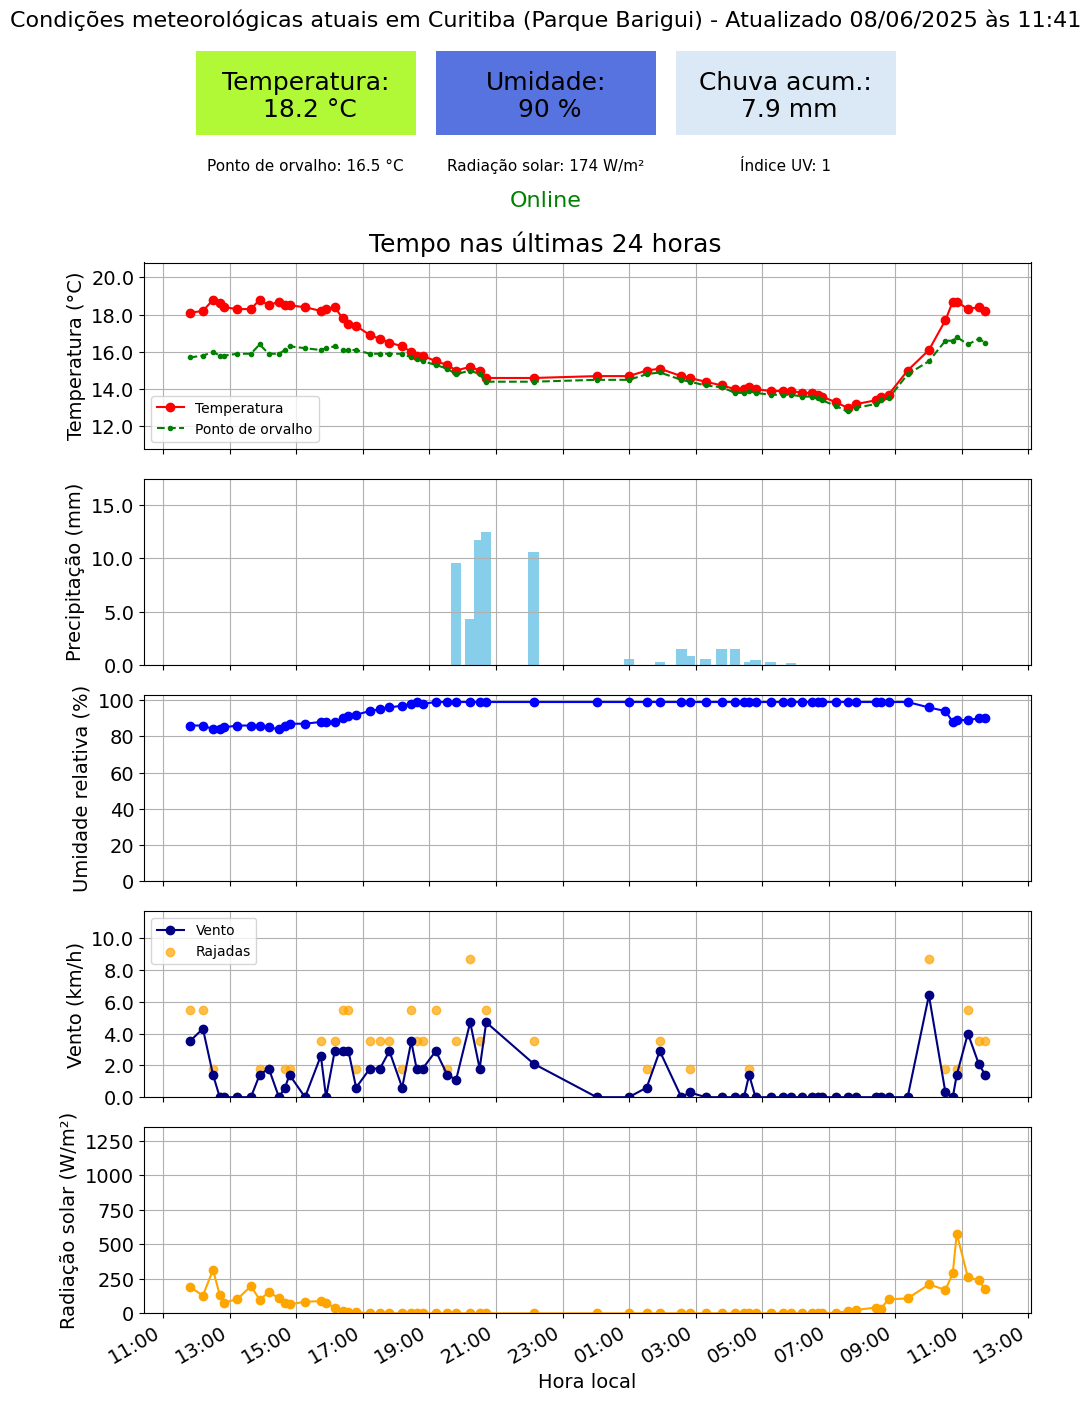 Condições meteorológicas atuais em Curitiba (Parque Barigui) - Atualizado 08/06/2025 às 11:41
Temperatura:
18.2 °C
Umidade:
90 %
Chuva acum.:
7.9 mm
Ponto de orvalho: 16.5 °C
Radiação solar: 174 W/m²
Índice UV: 1
Online
Tempo nas últimas 24 horas
Temperatura (°C)
20.0
18.0
16.0
14.0
12.0
Temperatura
Ponto de orvalho
Precipitação (mm)
15.0
10.0
5.0
0.0
Umidade relativa (%)
100
80
60
40
20
0
Vento (km/h)
10.0
8.0
6.0
4.0
2.0
0.0
Vento
Rajadas
Radiação solar (W/m²)
1250
1000
750
500
250
0
11:00
13:00
15:00
17:00
19:00
21:00
23:00
01:00
03:00
05:00
07:00
09:00
11:00
13:00
Hora local